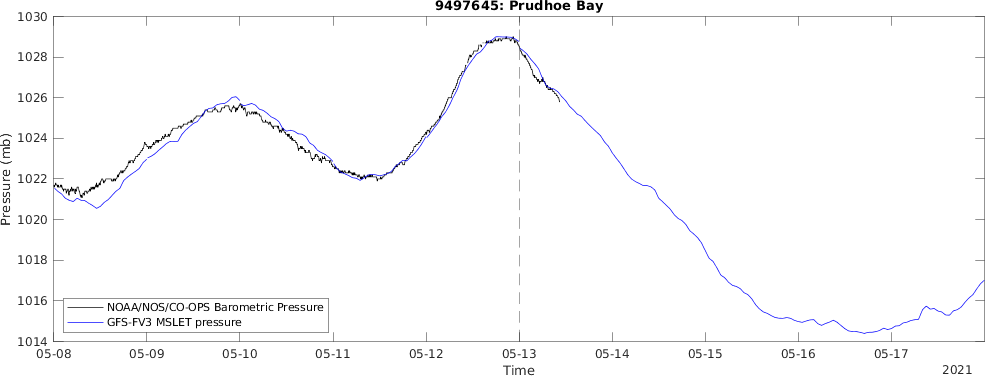 9497645: Prudhoe Bay
1030
1028
1026
1024
1022
1020
1018
1016
1014
Pressure (mb)
NOAA/NOS/CO-OPS Barometric Pressure
GFS-FV3 MSLET pressure
05-08 05-09 05-10 05-11 05-12 05-13 05-14 05-15 05-16 05-17
Time
2021